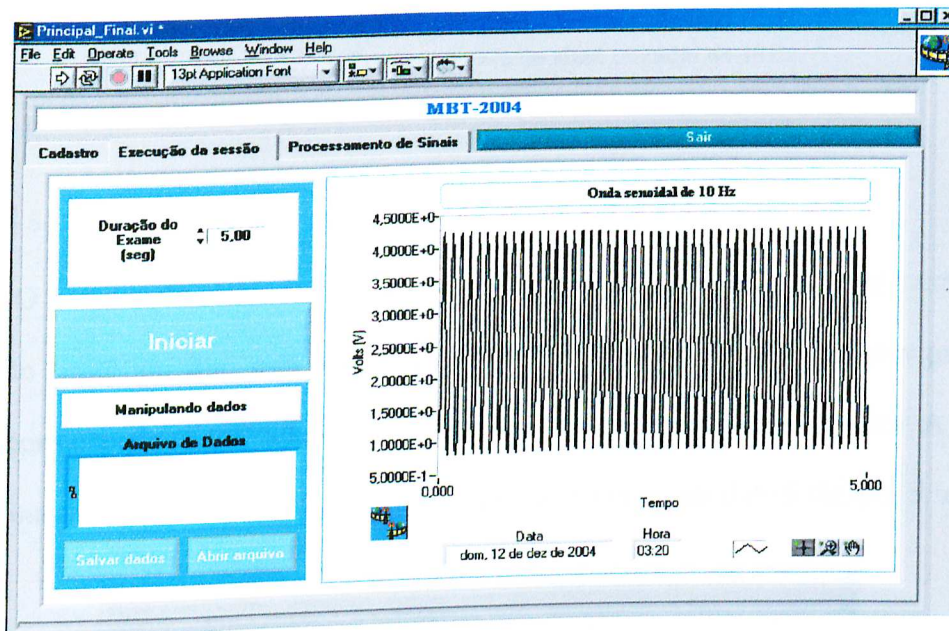 Principal_Final.vi *
File Edit Operate Tools Browse Window Help
13pt Application Font
MBT-2004
Cadastro
Execução da sessão
Processamento de Sinais
Sair
Duração do
Exame
(seg)
5.00
Iniciar
Manipulando dados
Arquivo de Dados
Salvar dados
Abrir arquivo
Onda senoidal de 10 Hz
4,5000E+0
4,0000E+0
3,5000E+0
3,0000E+0
2,5000E+0
2,0000E+0
1,5000E+0
1,0000E+0
5,0000E-1
Volts (V)
0,000
5,000
Tempo
Data
dom, 12 de dez de 2004
Hora
03:20